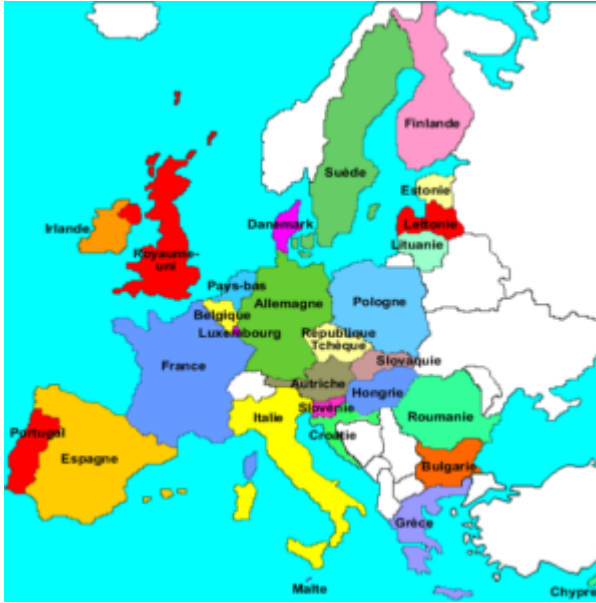 Finlande
Suède
Estonie
Lettonie
Lituanie
Danemark
Irlande
Royaume-
uni
Pays-bas
Allemagne
Pologne
Belgique
Luxembourg
République
Tchèque
Slovaquie
France
Autriche
Hongrie
Slovénie
Italie
Roumanie
Croatie
Portugal
Espagne
Bulgarie
Grèce
Malte
Chypre